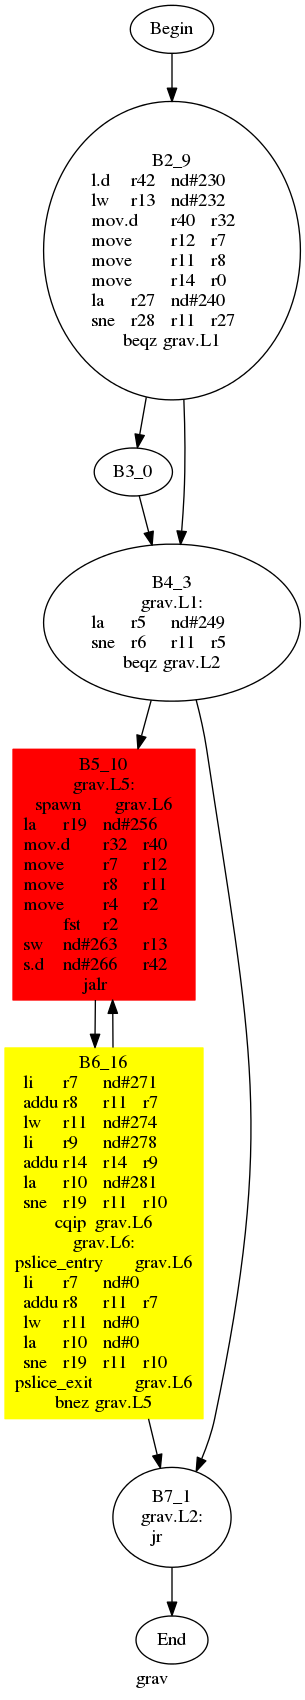 Begin
B2_9
l.d r42 nd#230
lw r13 nd#232
mov.d r40 r32
move r12 r7
move r11 r8
move r14 r0
la r27 nd#240
sne r28 r11 r27
beqz grav.L1
B3_0
B4_3
grav.L1:
la r5 nd#249
sne r6 r11 r5
beqz grav.L2
B5_10
grav.L5:
spawn grav.L6
la r19 nd#256
mov.d r32 r40
move r7 r12
move r8 r11
move r4 r2
fst r2
sw nd#263 r13
s.d nd#266 r42
jalr
B6_16
li r7 nd#271
addu r8 r11 r7
lw r11 nd#274
li r9 nd#278
addu r14 r14 r9
la r10 nd#281
sne r19 r11 r10
cqip grav.L6
grav.L6:
pslice_entry grav.L6
li r7 nd#0
addu r8 r11 r7
lw r11 nd#0
la r10 nd#0
sne r19 r11 r10
pslice_exit grav.L6
bnez grav.L5
B7_1
grav.L2:
jr
End
grav